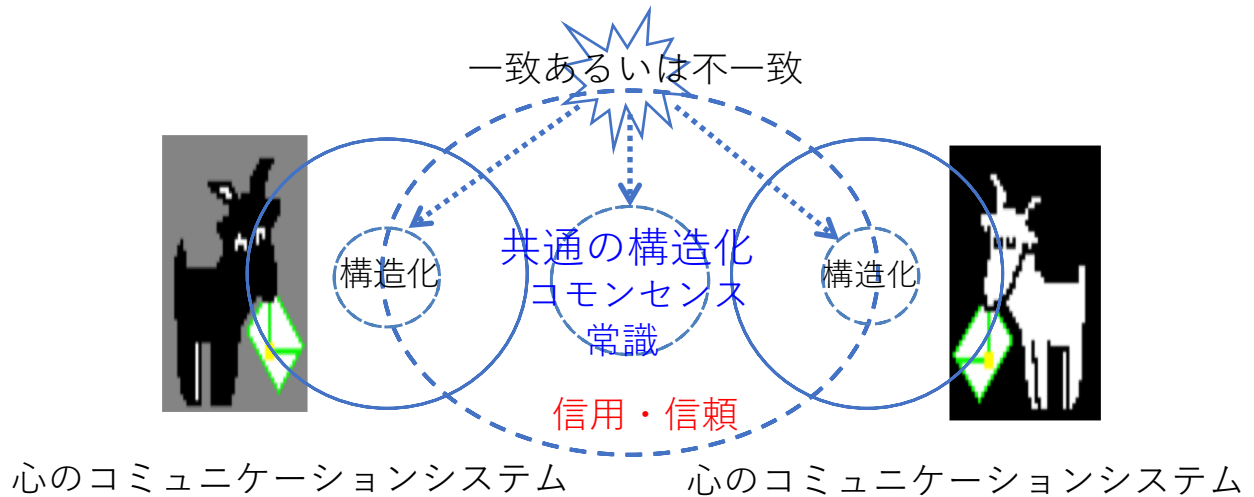 一致あるいは不一致
構造化
共通の構造化
コモンセンス
常識
構造化
信用・信頼
心のコミュニケーションシステム
心のコミュニケーションシステム